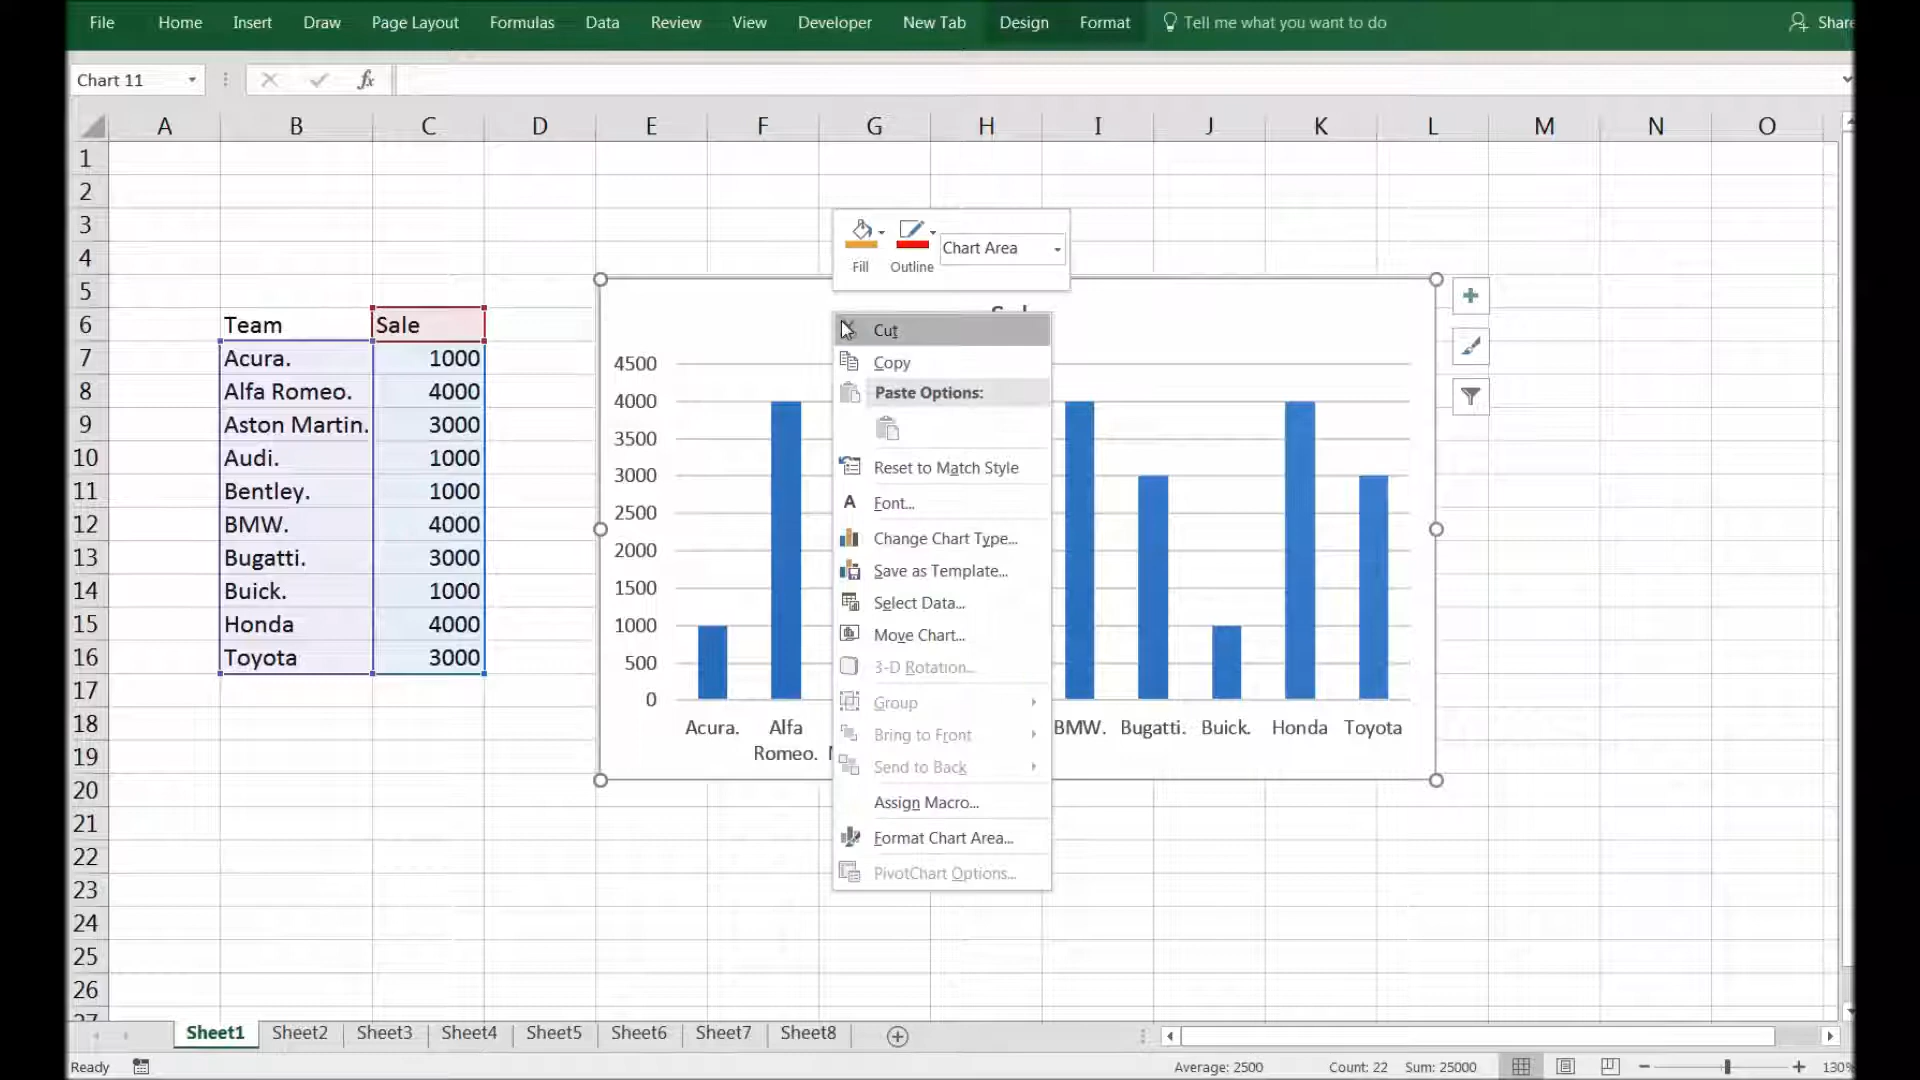 File Home Insert Draw Page Layout Formulas Data Review View Developer New Tab Design Format Tell me what you want to do Share
Chart 11 fx
A B C D E F G H I J K L M N O
1
2
3
4
Fill Outline Chart Area
5
6 Team Sale
7 Acura. 1000
8 Alfa Romeo. 4000
9 Aston Martin. 3000
10 Audi. 1000
11 Bentley. 1000
12 BMW. 4000
13 Bugatti. 3000
14 Buick. 1000
15 Honda 4000
16 Toyota 3000
17
18
19
20
21
22
23
24
25
26
27
4500
4000
3500
3000
2500
2000
1500
1000
500
0
Acura. Alfa Romeo. BMW. Bugatti. Buick. Honda Toyota
Cut
Copy
Paste Options:
Reset to Match Style
Font...
Change Chart Type...
Save as Template...
Select Data...
Move Chart...
3-D Rotation...
Group
Bring to Front
Send to Back
Assign Macro...
Format Chart Area...
PivotChart Options...
Sheet1 Sheet2 Sheet3 Sheet4 Sheet5 Sheet6 Sheet7 Sheet8
Ready Average: 2500 Count: 22 Sum: 25000 130%